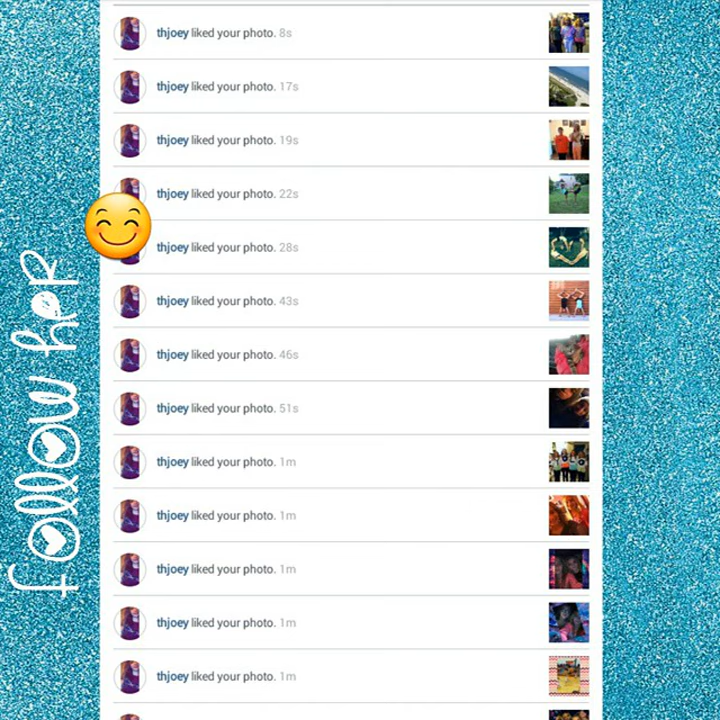 thjoey liked your photo. 8s
thjoey liked your photo. 17s
thjoey liked your photo. 19s
thjoey liked your photo. 22s
thjoey liked your photo. 28s
thjoey liked your photo. 43s
thjoey liked your photo. 46s
thjoey liked your photo. 51s
thjoey liked your photo. 1m
thjoey liked your photo. 1m
thjoey liked your photo. 1m
thjoey liked your photo. 1m
thjoey liked your photo. 1m
follow her